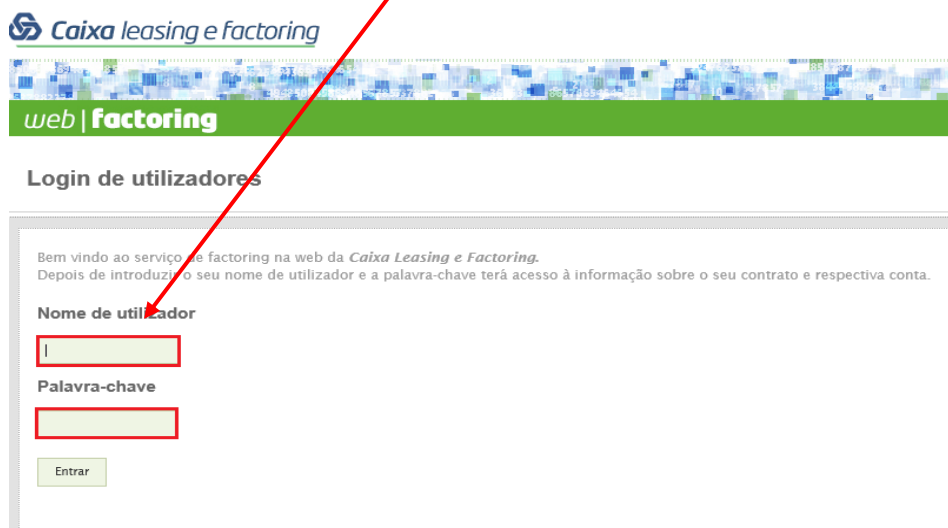 Caixa leasing e factoring
web | factoring
Login de utilizadores
Bem vindo ao serviço de factoring na web da Caixa Leasing e Factoring.
Depois de introduzir o seu nome de utilizador e a palavra-chave terá acesso à informação sobre o seu contrato e respectiva conta.
Nome de utilizador
Palavra-chave
Entrar